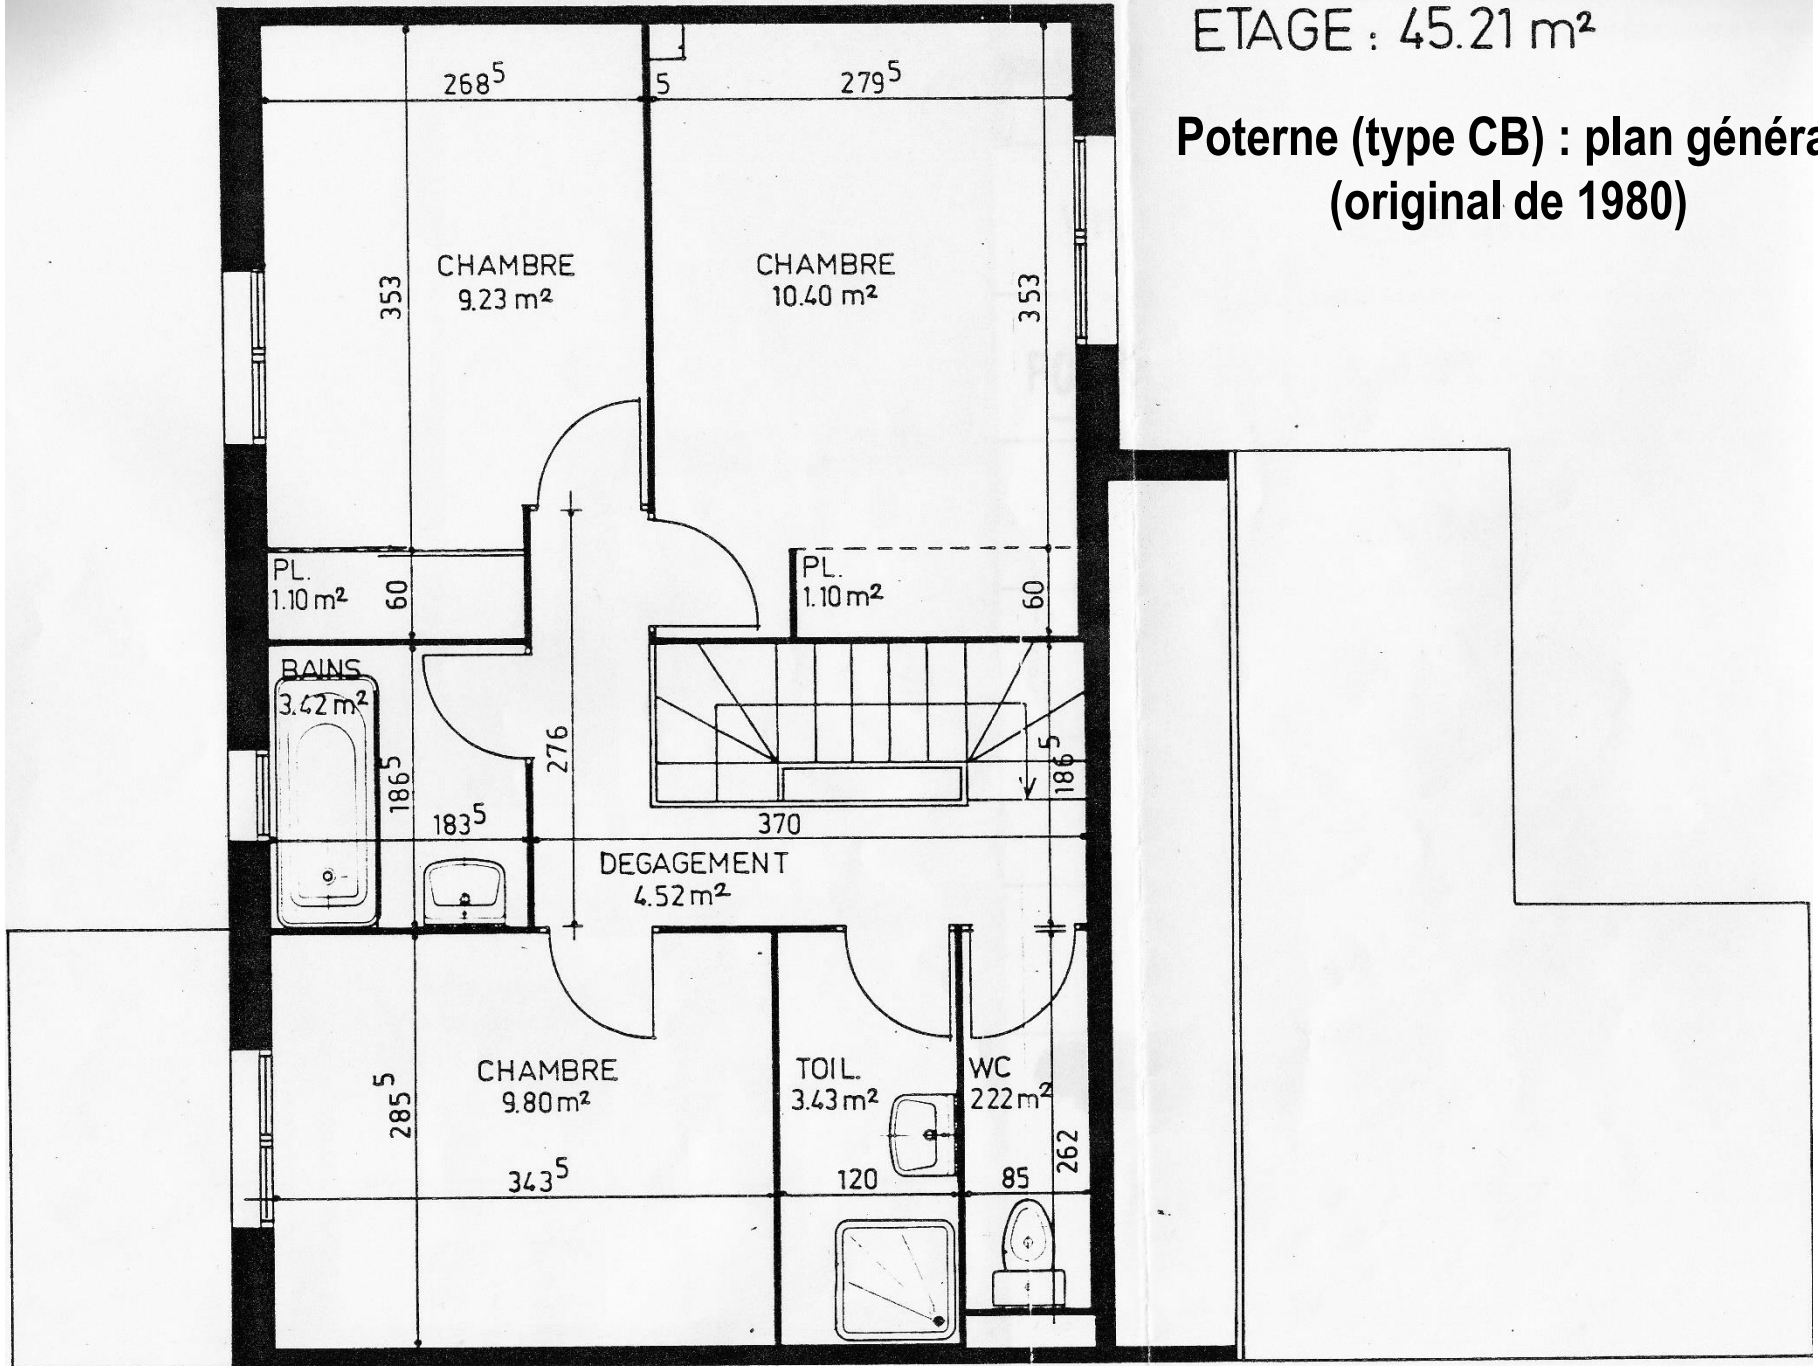 ETAGE : 45.21 m²
Poterne (type CB) : plan généra
(original de 1980)
268⁵
5
279⁵
CHAMBRE
9.23 m²
CHAMBRE
10.40 m²
353
353
PL.
1.10 m²
60
PL.
1.10 m²
60
BAINS
3.42 m²
186⁵
276
186⁵
183⁵
370
DEGAGEMENT
4.52 m²
CHAMBRE
9.80 m²
TOIL.
3.43 m²
WC
222 m²
285⁵
262
343⁵
120
85